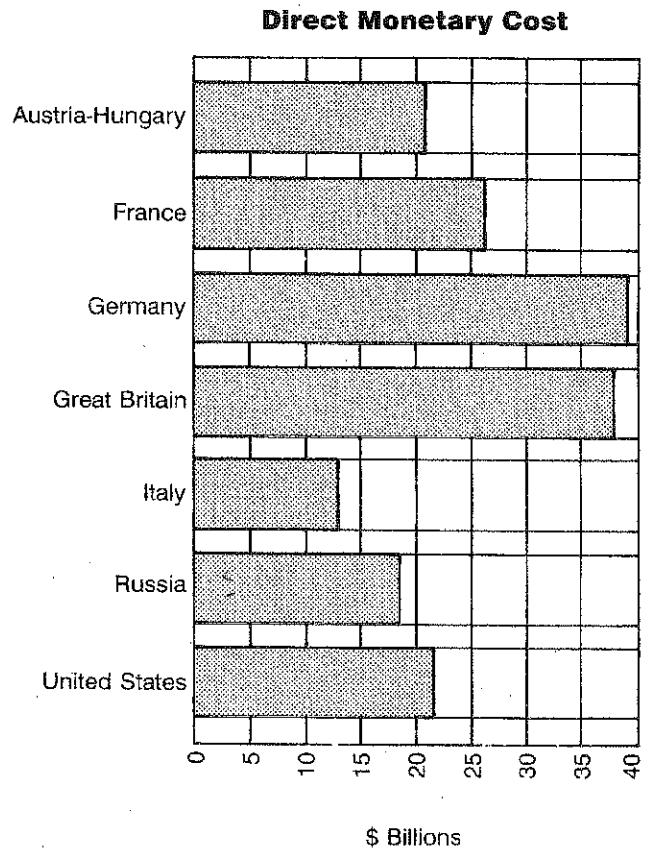 Direct Monetary Cost
Austria-Hungary
France
Germany
Great Britain
Italy
Russia
United States
0 5 10 15 20 25 30 35 40
$ Billions